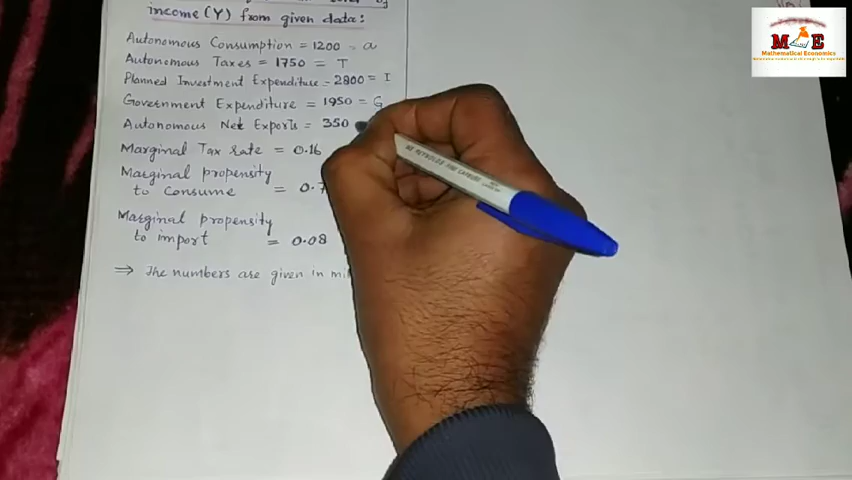 income (Y) from given data:
Autonomous Consumption = 1200 = a
Autonomous Taxes = 1750 = T
Planned Investment Expenditure = 2800 = I
Government Expenditure = 1950 = G
Autonomous Net Exports = 350
Marginal Tax rate = 0.16
Marginal propensity
to Consume = 0.7
Marginal propensity
to import = 0.08
⇒ The numbers are given in mi
M E
Mathematical Economics